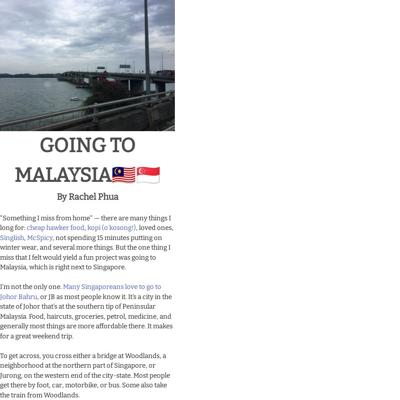 GOING TO
MALAYSIA🇲🇾🇸🇬
By Rachel Phua
"Something I miss from home" — there are many things I
long for: cheap hawker food, kopi (o kosong!), loved ones,
Singlish, McSpicy, not spending 15 minutes putting on
winter wear, and several more things. But the one thing I
miss that I felt would yield a fun project was going to
Malaysia, which is right next to Singapore.
I'm not the only one. Many Singaporeans love to go to
Johor Bahru, or JB as most people know it. It's a city in the
state of Johor that's at the southern tip of Peninsular
Malaysia. Food, haircuts, groceries, petrol, medicine, and
generally most things are more affordable there. It makes
for a great weekend trip.
To get across, you cross either a bridge at Woodlands, a
neighborhood at the northern part of Singapore, or
Jurong, on the western end of the city-state. Most people
get there by foot, car, motorbike, or bus. Some also take
the train from Woodlands.